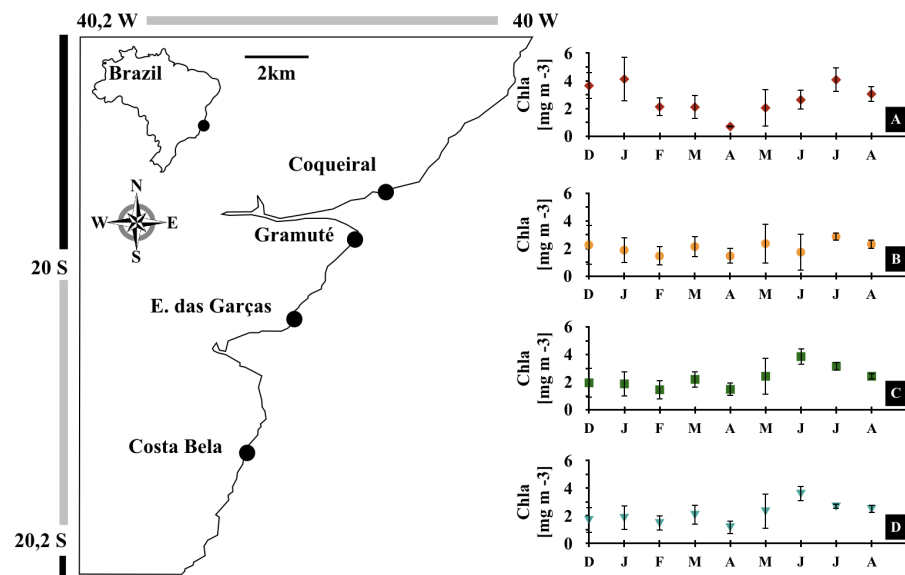 40,2 W
40 W
Brazil
2km
Coqueiral
N
W
E
S
Gramuté
20 S
E. das Garças
Costa Bela
20,2 S
Chla
[mg m -3]
6
4
2
0
A
D J F M A M J J A
Chla
[mg m -3]
6
4
2
0
B
D J F M A M J J A
Chla
[mg m -3]
6
4
2
0
C
D J F M A M J J A
Chla
[mg m -3]
6
4
2
0
D
D J F M A M J J A